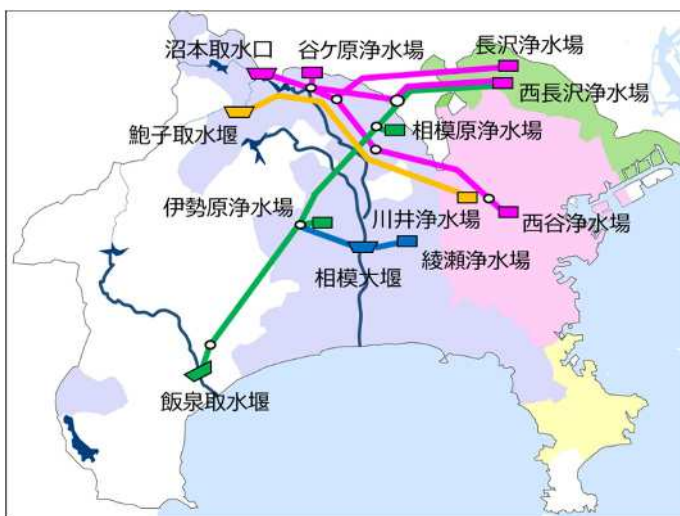 沼本取水口
谷ケ原浄水場
長沢浄水場
西長沢浄水場
鮑子取水堰
相模原浄水場
伊勢原浄水場
川井浄水場
西谷浄水場
相模大堰
綾瀬浄水場
飯泉取水堰